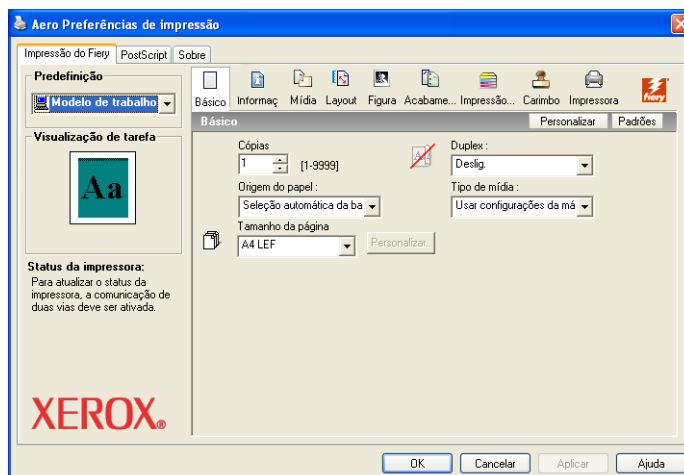 Aero Preferências de impressão
Impressão do Fiery
PostScript
Sobre
Predefinição
Modelo de trabalho
Visualização de tarefa
Aa
Status da impressora:
Para atualizar o status da
impressora, a comunicação de
duas vias deve ser ativada.
XEROX®
Básico
Informaç
Mídia
Layout
Figura
Acabame...
Impressão...
Carimbo
Impressora
fiery
Básico
Personalizar
Padrões
Cópias
1
[1-9999]
Duplex :
Deslig.
Origem do papel :
Seleção automática da ba
Tipo de mídia :
Usar configurações da má
Tamanho da página
A4 LEF
Personalizar...
OK
Cancelar
Aplicar
Ajuda